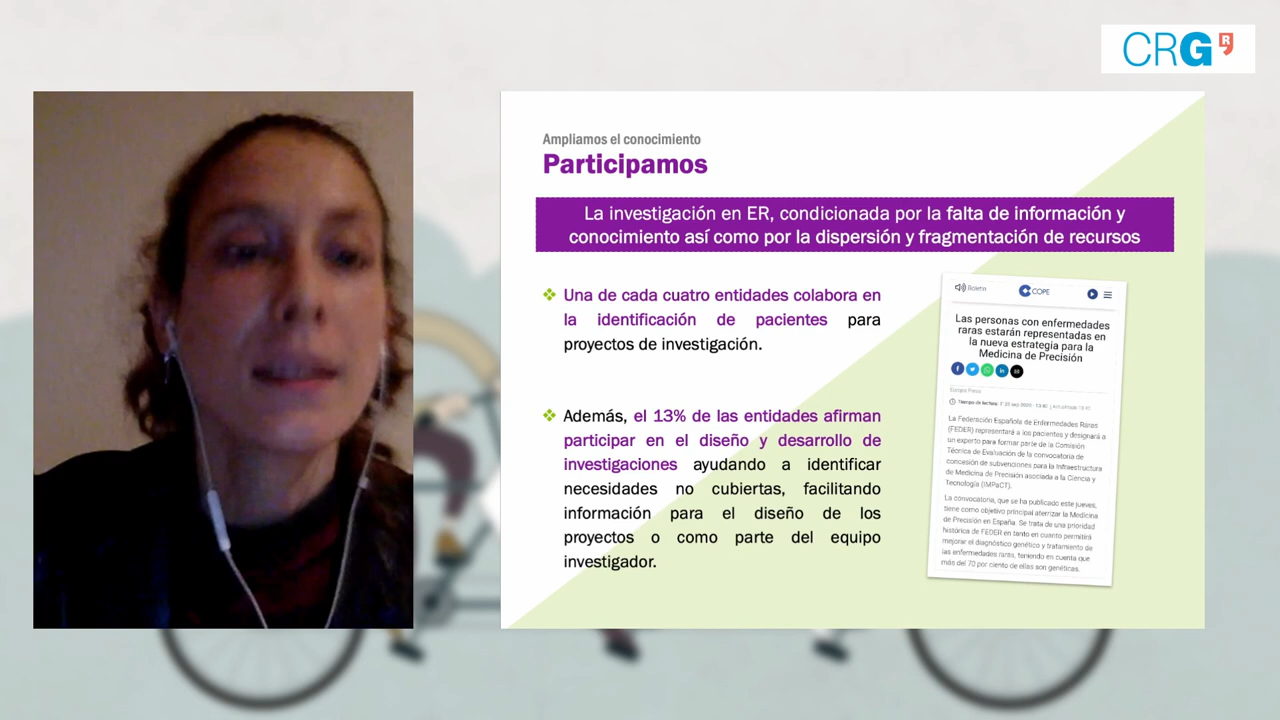 CRG R
Ampliamos el conocimiento
Participamos
La investigación en ER, condicionada por la falta de información y
conocimiento así como por la dispersión y fragmentación de recursos
Una de cada cuatro entidades colabora en
la identificación de pacientes para
proyectos de investigación.
Además, el 13% de las entidades afirman
participar en el diseño y desarrollo de
investigaciones ayudando a identificar
necesidades no cubiertas, facilitando
información para el diseño de los
proyectos o como parte del equipo
investigador.
Boletín
COPE
Las personas con enfermedades
raras estarán representadas en
la nueva estrategia para la
Medicina de Precisión
Europa Press
Tiempo de lectura: 1'
La Federación Española de Enfermedades Raras
(FEDER) representará a los pacientes y designará a
un experto para formar parte de la Comisión
Técnica de Evaluación de la convocatoria de
concesión de subvenciones para la Infraestructura
de Medicina de Precisión asociada a la Ciencia y
Tecnología (IMPaCT).
La convocatoria, que se ha publicado este jueves,
tiene como objetivo principal aterrizar la Medicina
de Precisión en España. Se trata de una prioridad
histórica de FEDER en tanto en cuanto permitirá
mejorar el diagnóstico genético y tratamiento de
las enfermedades raras, teniendo en cuenta que
más del 70 por ciento de ellas son genéticas.